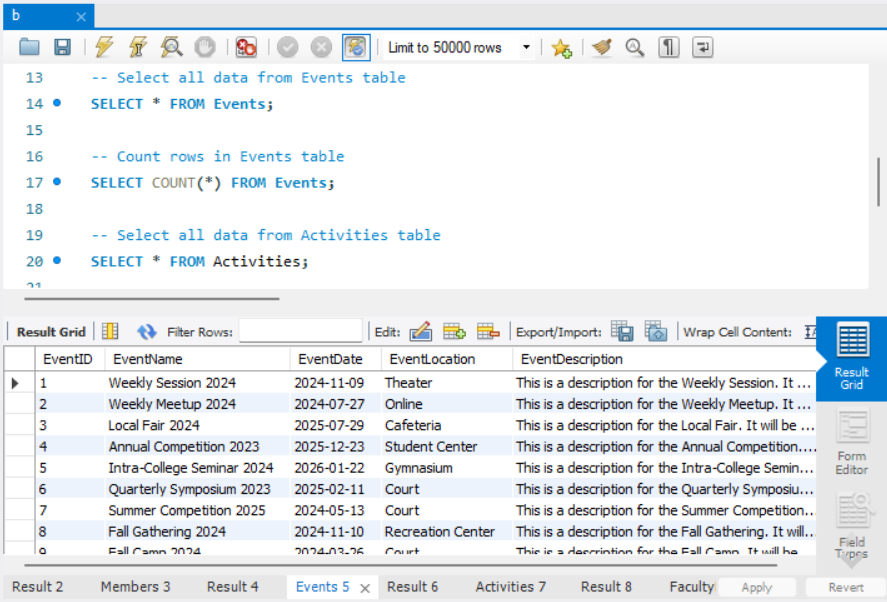 b
Limit to 50000 rows
13 -- Select all data from Events table
14 SELECT * FROM Events;
15
16 -- Count rows in Events table
17 SELECT COUNT(*) FROM Events;
18
19 -- Select all data from Activities table
20 SELECT * FROM Activities;
21
Result Grid Filter Rows: Edit: Export/Import: Wrap Cell Content:
EventID EventName EventDate EventLocation EventDescription
1 Weekly Session 2024 2024-11-09 Theater This is a description for the Weekly Session. It ...
2 Weekly Meetup 2024 2024-07-27 Online This is a description for the Weekly Meetup. It ...
3 Local Fair 2024 2025-07-29 Cafeteria This is a description for the Local Fair. It will be ...
4 Annual Competition 2023 2025-12-23 Student Center This is a description for the Annual Competition....
5 Intra-College Seminar 2024 2026-01-22 Gymnasium This is a description for the Intra-College Semin...
6 Quarterly Symposium 2023 2025-02-11 Court This is a description for the Quarterly Symposiu...
7 Summer Competition 2025 2024-05-13 Court This is a description for the Summer Competition...
8 Fall Gathering 2024 2024-11-10 Recreation Center This is a description for the Fall Gathering. It will...
9 Fall Camp 2024 2024-03-26 Court This is a description for the Fall Camp. It will be
Result
Grid
Form
Editor
Field
Types
Result 2 Members 3 Result 4 Events 5 Result 6 Activities 7 Result 8 Faculty Apply Revert